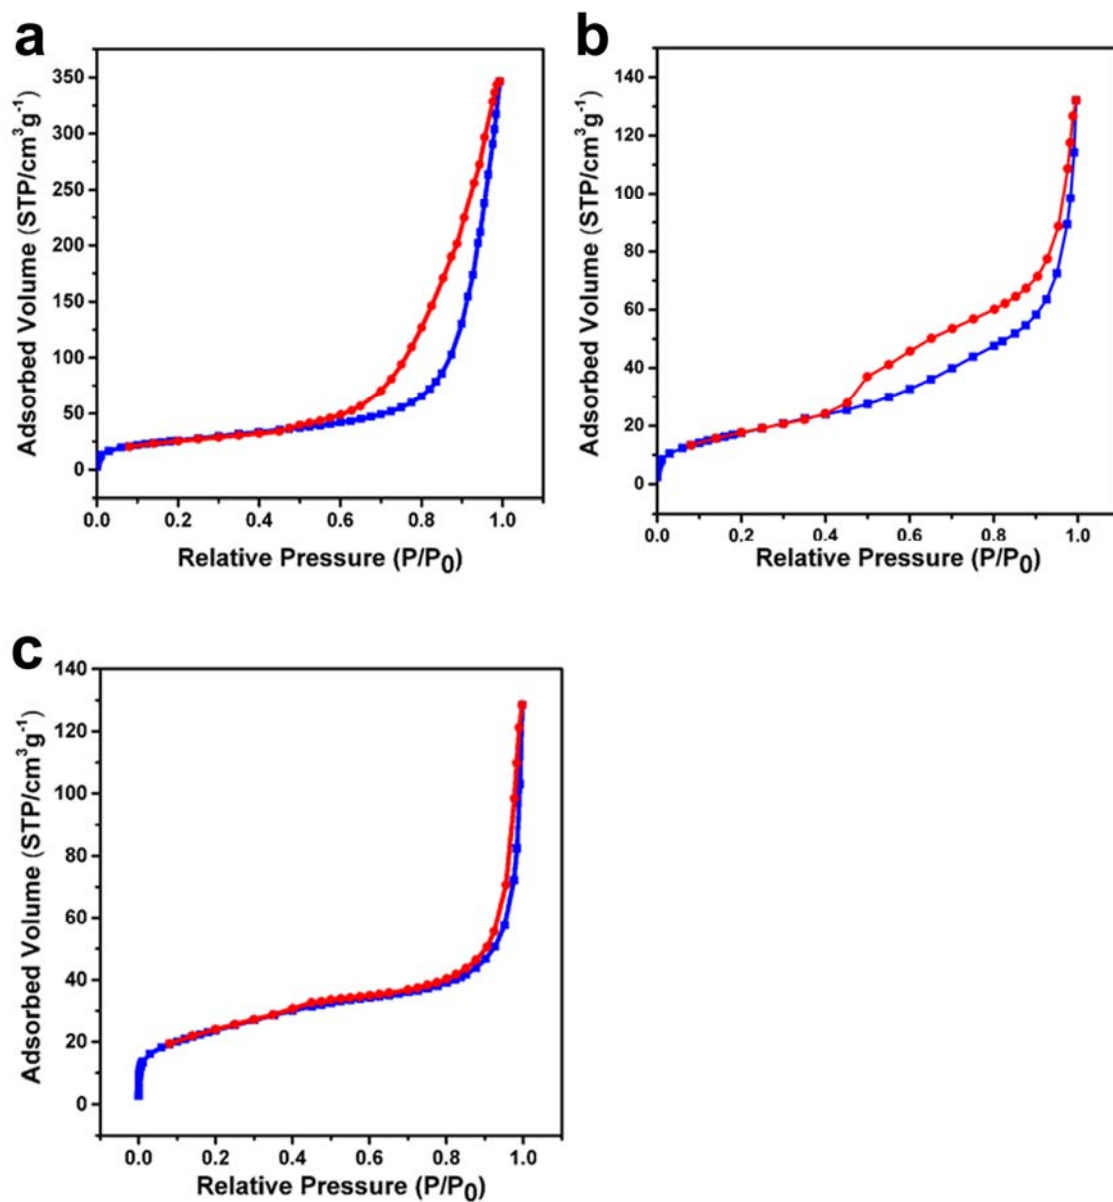 a
350
300
250
200
150
100
50
0
Adsorbed Volume (STP/cm³g⁻¹)
0.0 0.2 0.4 0.6 0.8 1.0
Relative Pressure (P/P₀)
b
140
120
100
80
60
40
20
0
Adsorbed Volume (STP/cm³g⁻¹)
0.0 0.2 0.4 0.6 0.8 1.0
Relative Pressure (P/P₀)
c
140
120
100
80
60
40
20
0
Adsorbed Volume (STP/cm³g⁻¹)
0.0 0.2 0.4 0.6 0.8 1.0
Relative Pressure (P/P₀)